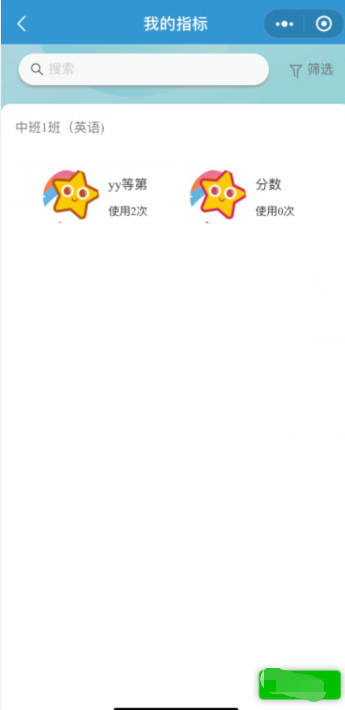 我的指标
搜索
筛选
中班1班（英语)
yy等第
分数
使用2次
使用0次